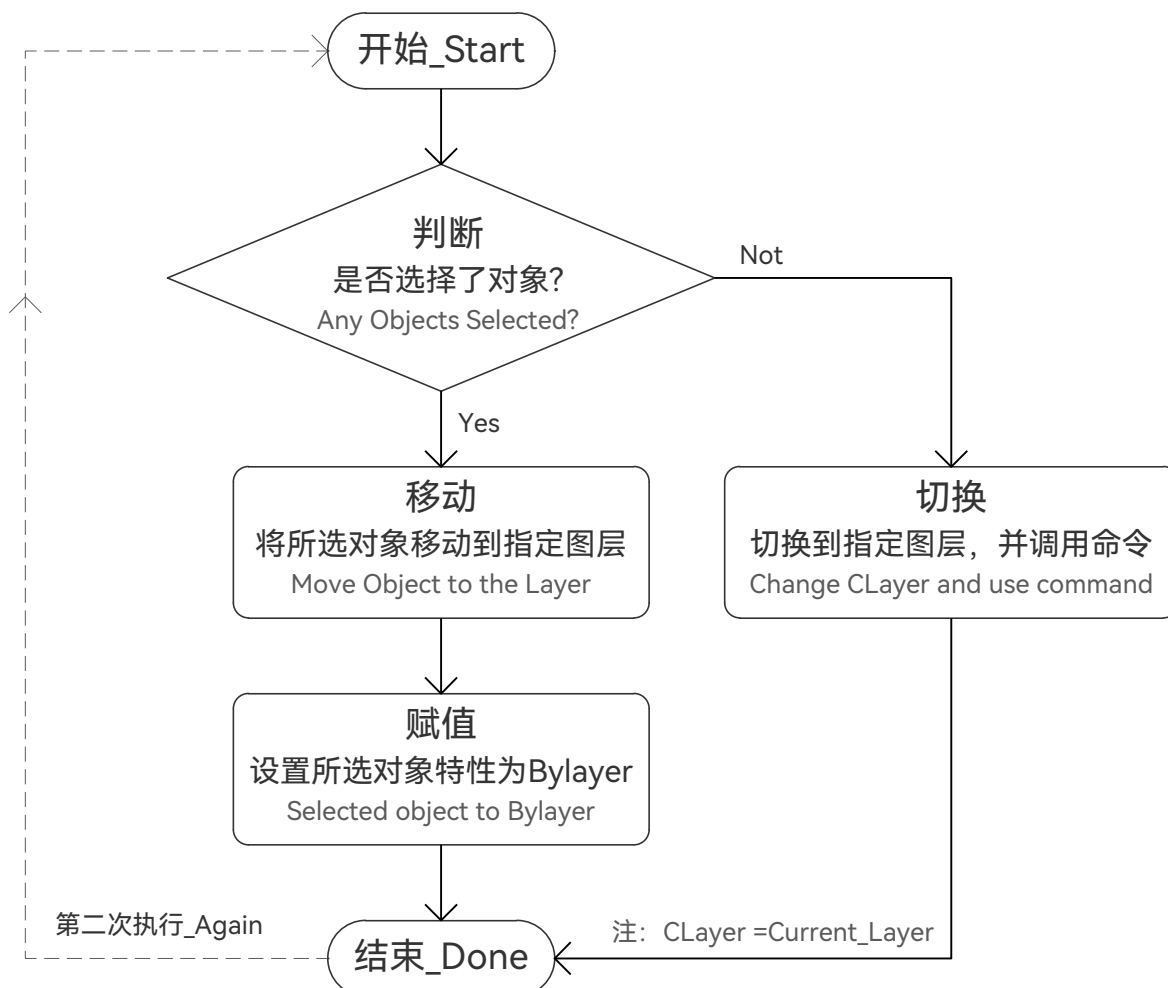 开始_Start
判断
是否选择了对象?
Any Objects Selected?
Not
Yes
移动
将所选对象移动到指定图层
Move Object to the Layer
切换
切换到指定图层，并调用命令
Change CLayer and use command
赋值
设置所选对象特性为Bylayer
Selected object to Bylayer
第二次执行_Again
注：CLayer =Current_Layer
结束_Done